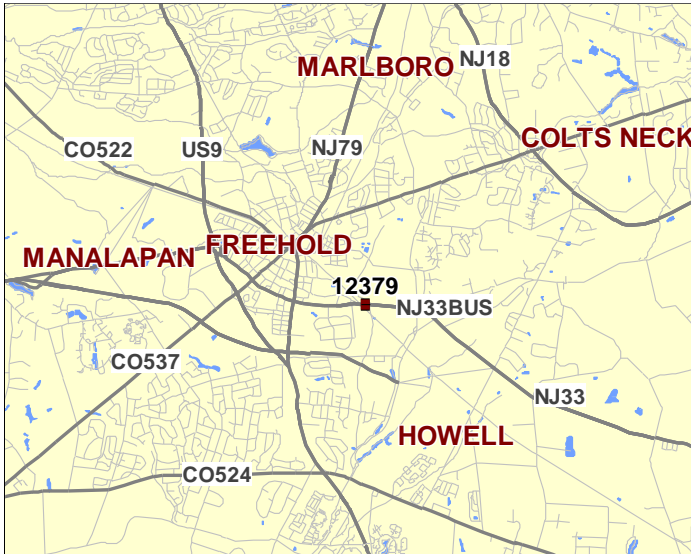 MARLBORO
NJ18
COLTS NECK
CO522
US9
NJ79
MANALAPAN
FREEHOLD
12379
NJ33BUS
CO537
NJ33
HOWELL
CO524